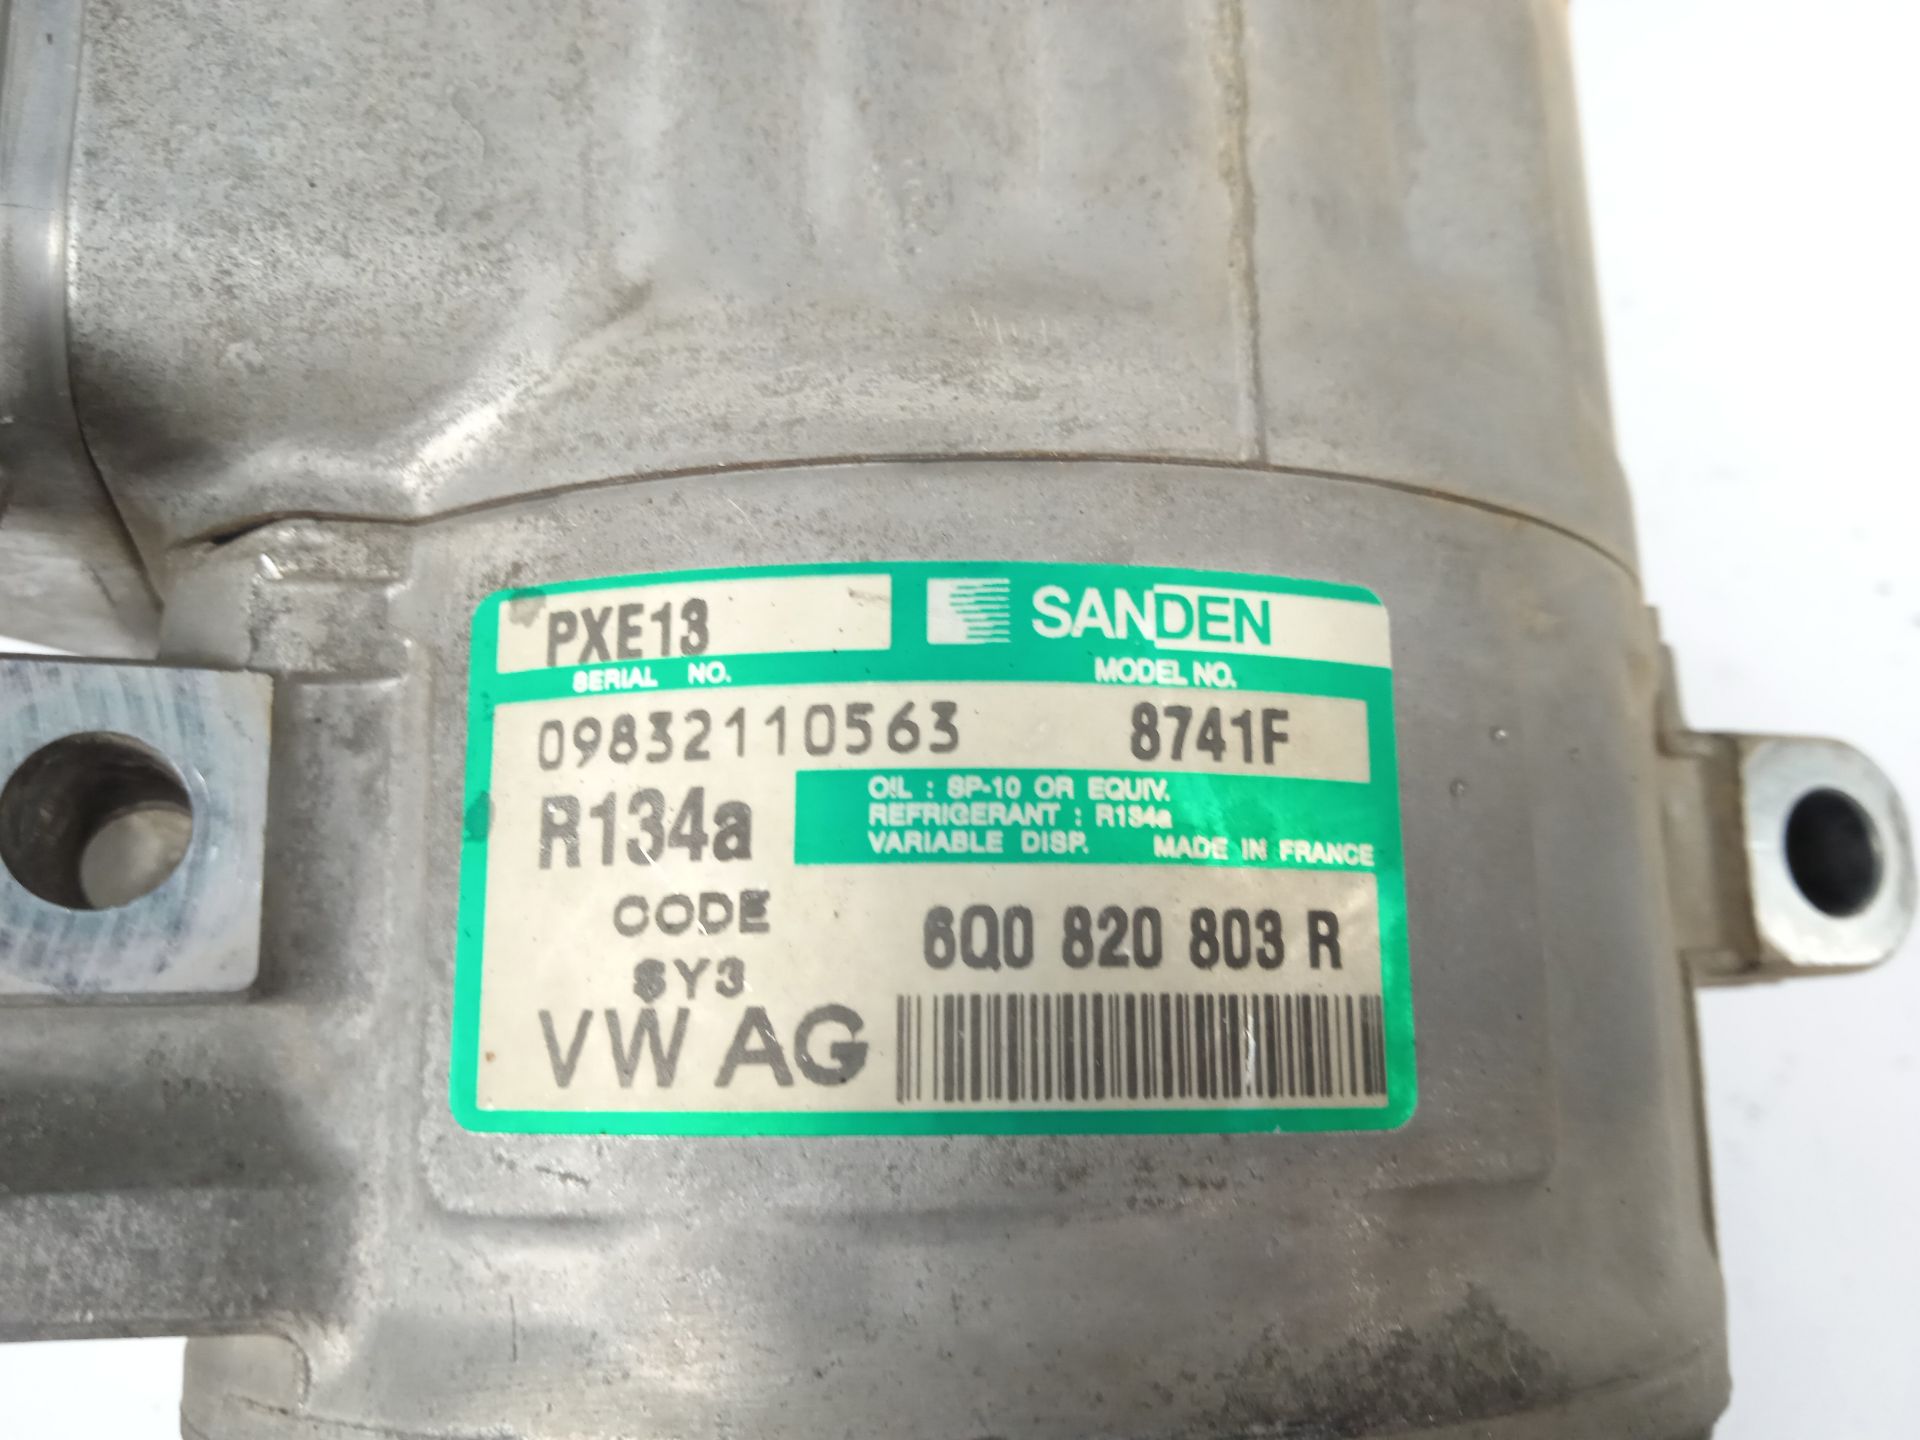 PXE13
SANDEN
SERIAL NO.
MODEL NO.
09832110563
8741F
R134a
OIL : SP-10 OR EQUIV.
REFRIGERANT : R134a
VARIABLE DISP. MADE IN FRANCE
CODE
SY3
6Q0 820 803 R
VW AG